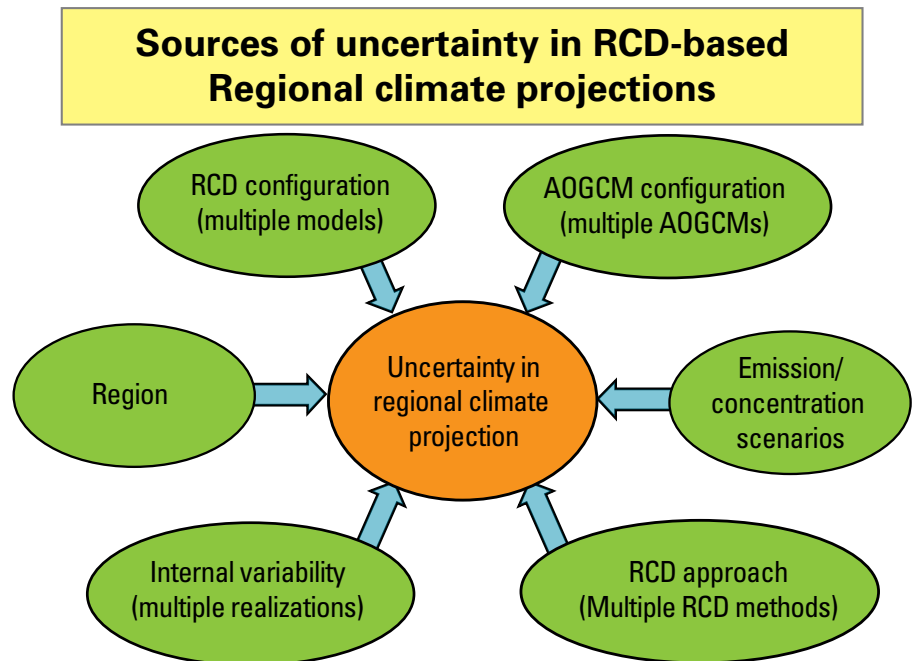 Sources of uncertainty in RCD-based
Regional climate projections
RCD configuration
(multiple models)
AOGCM configuration
(multiple AOGCMs)
Region
Uncertainty in
regional climate
projection
Emission/
concentration
scenarios
Internal variability
(multiple realizations)
RCD approach
(Multiple RCD methods)